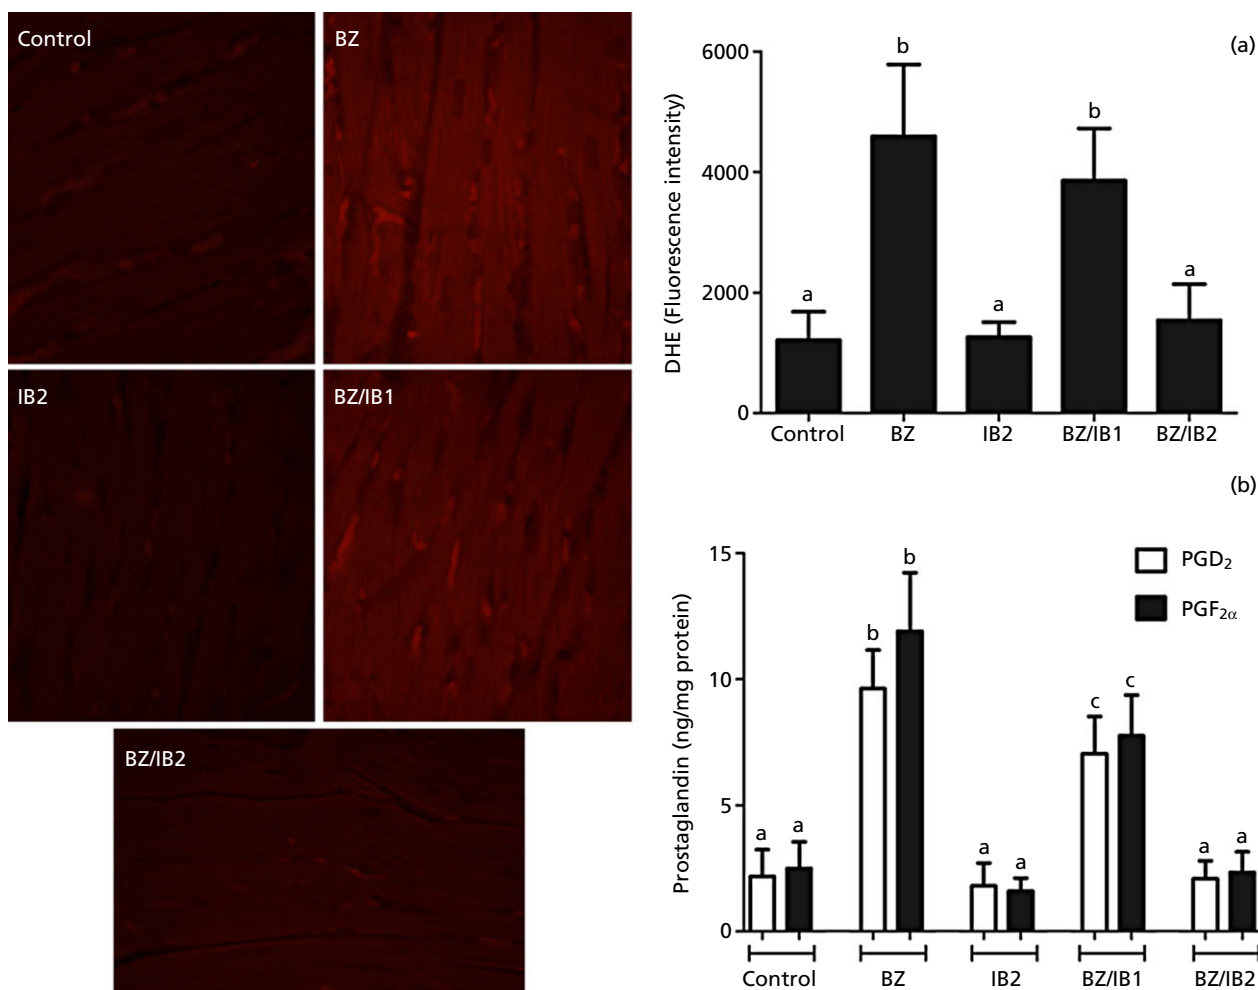 Control
BZ
IB2
BZ/IB1
BZ/IB2
(a)
DHE (Fluorescence intensity)
6000
4000
2000
0
b
b
a
a
a
Control BZ IB2 BZ/IB1 BZ/IB2
(b)
Prostaglandin (ng/mg protein)
15
10
5
0
PGD₂
PGF₂α
a a b b a a c c a a
Control BZ IB2 BZ/IB1 BZ/IB2